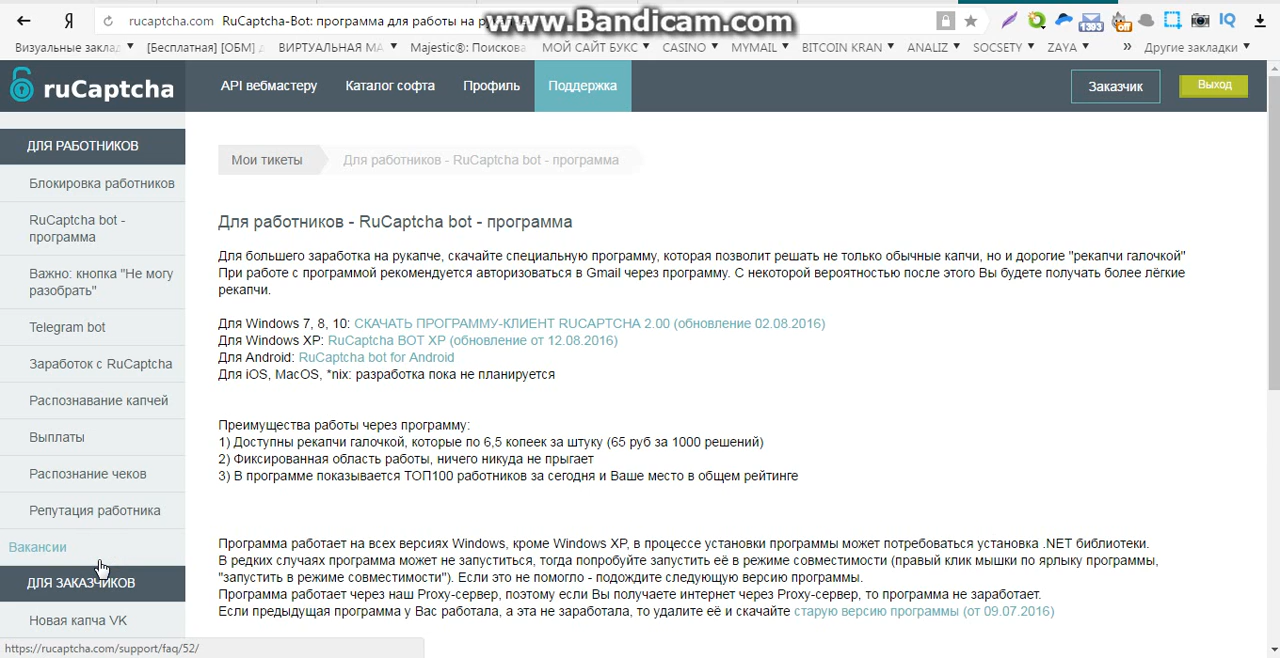 rucaptcha.com RuCaptcha-Bot: программа для работы на
www.Bandicam.com
Визуальные заклад
[Бесплатная] [ОБМ]
ВИРТУАЛЬНАЯ МА
Majestic®: Поискова
МОЙ САЙТ БУКС
CASINO
MYMAIL
BITCOIN KRAN
ANALIZ
SOCSETY
ZAYA
»
Другие закладки
ruCaptcha
API вебмастеру
Каталог софта
Профиль
Поддержка
Заказчик
Выход
ДЛЯ РАБОТНИКОВ
Блокировка работников
RuCaptcha bot -
программа
Важно: кнопка "Не могу
разобрать"
Telegram bot
Заработок с RuCaptcha
Распознавание капчей
Выплаты
Распознание чеков
Репутация работника
Вакансии
ДЛЯ ЗАКАЗЧИКОВ
Новая капча VK
Мои тикеты
Для работников - RuCaptcha bot - программа
Для работников - RuCaptcha bot - программа
Для большего заработка на рукапче, скачайте специальную программу, которая позволит решать не только обычные капчи, но и дорогие "рекапчи галочкой"
При работе с программой рекомендуется авторизоваться в Gmail через программу. С некоторой вероятностью после этого Вы будете получать более лёгкие
рекапчи.
Для Windows 7, 8, 10: СКАЧАТЬ ПРОГРАММУ-КЛИЕНТ RUCAPTCHA 2.00 (обновление 02.08.2016)
Для Windows XP: RuCaptcha BOT XP (обновление от 12.08.2016)
Для Android: RuCaptcha bot for Android
Для iOS, MacOS, *nix: разработка пока не планируется
Преимущества работы через программу:
1) Доступны рекапчи галочкой, которые по 6,5 копеек за штуку (65 руб за 1000 решений)
2) Фиксированная область работы, ничего никуда не прыгает
3) В программе показывается ТОП100 работников за сегодня и Ваше место в общем рейтинге
Программа работает на всех версиях Windows, кроме Windows XP, в процессе установки программы может потребоваться установка .NET библиотеки.
В редких случаях программа может не запуститься, тогда попробуйте запустить её в режиме совместимости (правый клик мышки по ярлыку программы,
"запустить в режиме совместимости"). Если это не помогло - подождите следующую версию программы.
Программа работает через наш Proxy-сервер, поэтому если Вы получаете интернет через Proxy-сервер, то программа не заработает.
Если предыдущая программа у Вас работала, а эта не заработала, то удалите её и скачайте старую версию программы (от 09.07.2016)
https://rucaptcha.com/support/faq/52/